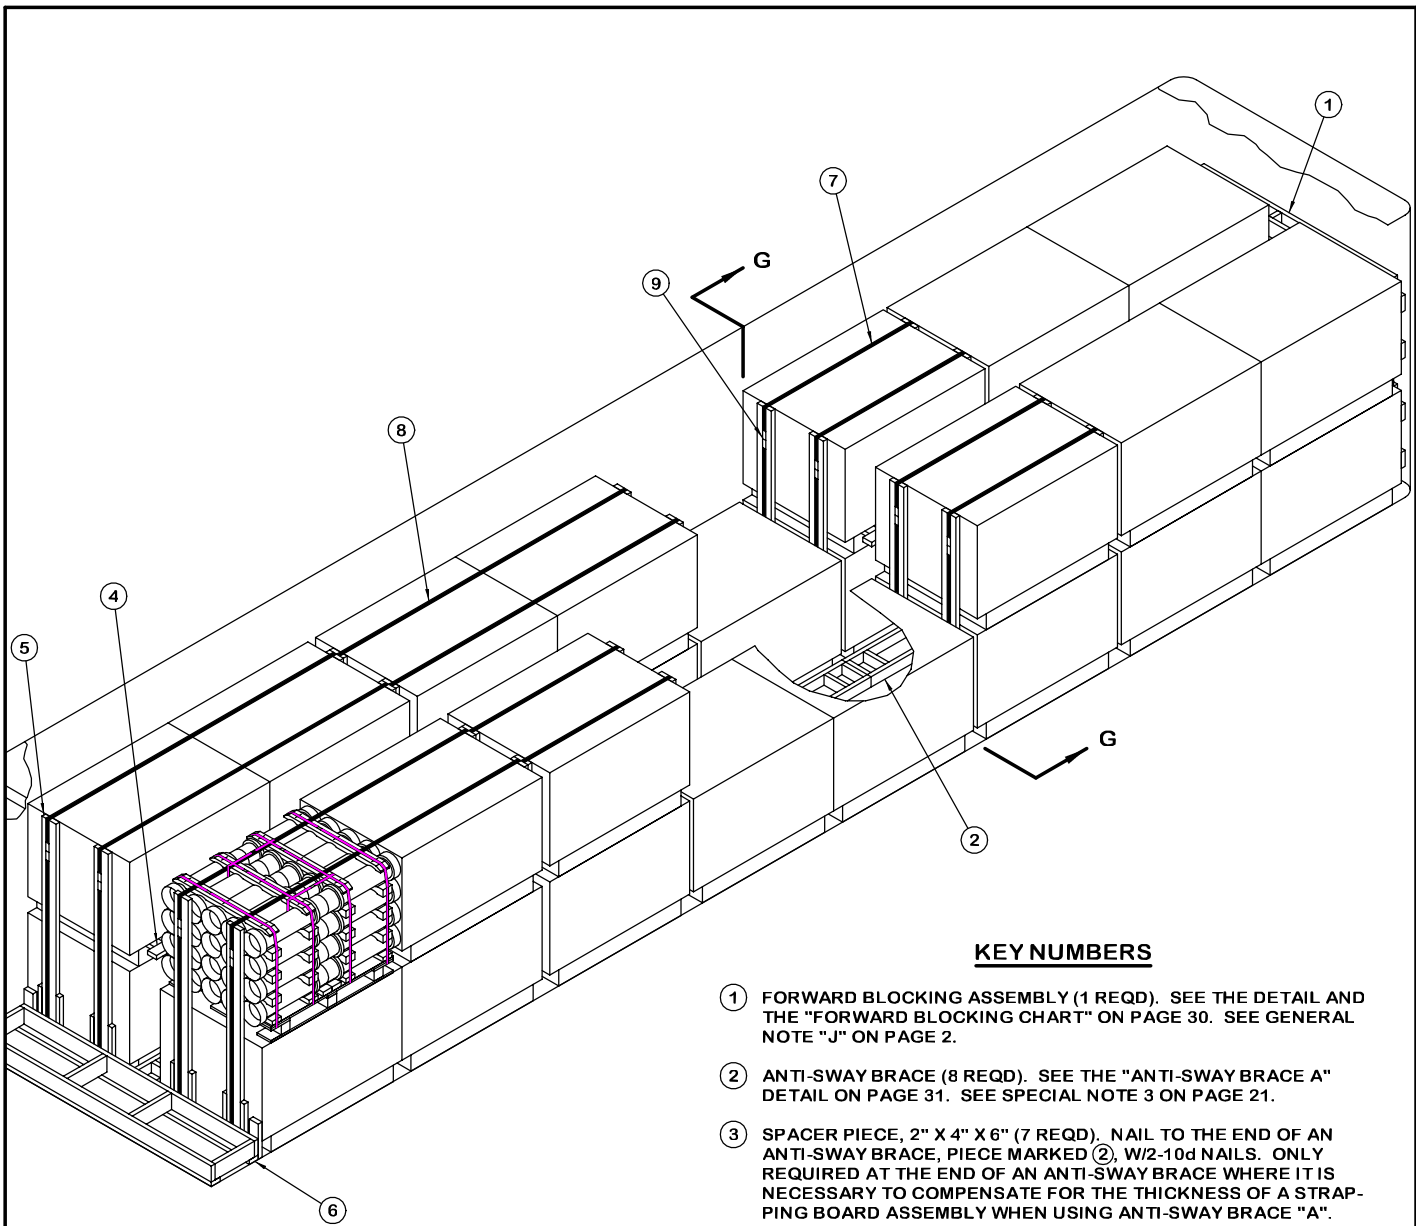 1
7
G
9
8
4
5
G
2
6
KEY NUMBERS
1 FORWARD BLOCKING ASSEMBLY (1 REQD). SEE THE DETAIL AND
THE "FORWARD BLOCKING CHART" ON PAGE 30. SEE GENERAL
NOTE "J" ON PAGE 2.
2 ANTI-SWAY BRACE (8 REQD). SEE THE "ANTI-SWAY BRACE A"
DETAIL ON PAGE 31. SEE SPECIAL NOTE 3 ON PAGE 21.
3 SPACER PIECE, 2" X 4" X 6" (7 REQD). NAIL TO THE END OF AN
ANTI-SWAY BRACE, PIECE MARKED 2, W/2-10d NAILS. ONLY
REQUIRED AT THE END OF AN ANTI-SWAY BRACE WHERE IT IS
NECESSARY TO COMPENSATE FOR THE THICKNESS OF A STRAP-
PING BOARD ASSEMBLY WHEN USING ANTI-SWAY BRACE "A".